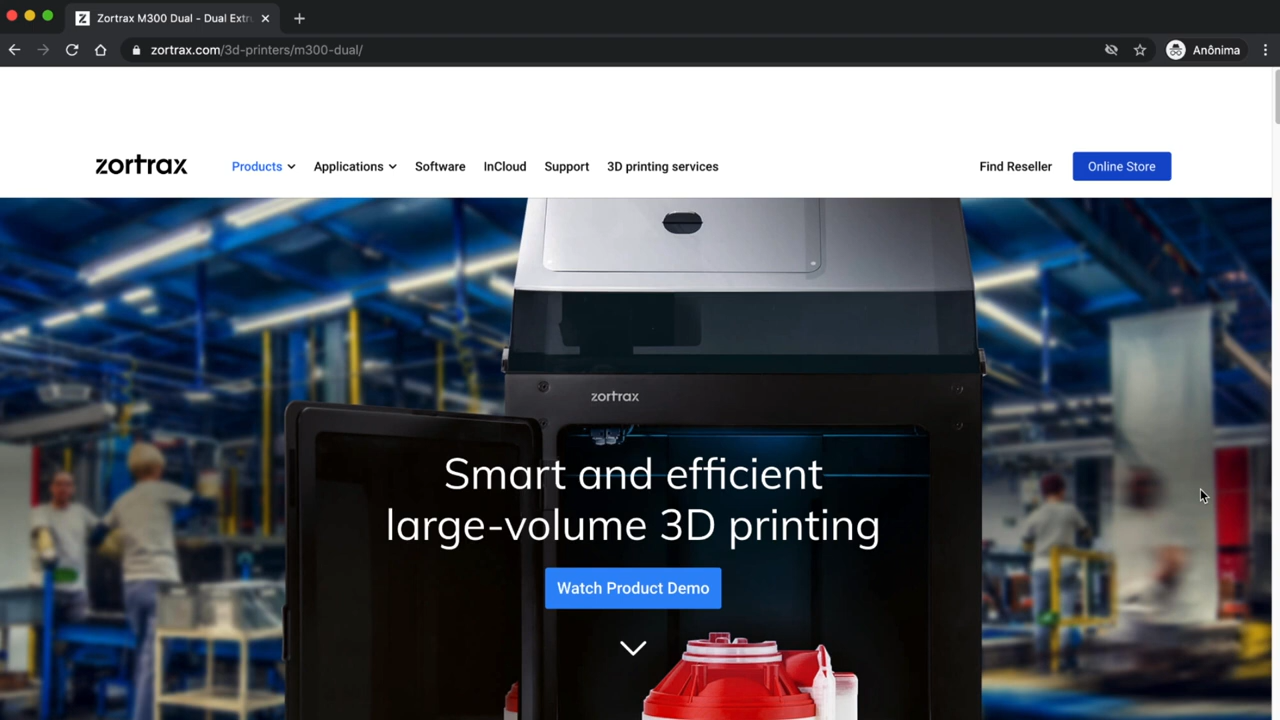 Zortrax M300 Dual - Dual Extru
zortrax.com/3d-printers/m300-dual/
Anônima
zortrax
Products
Applications
Software
InCloud
Support
3D printing services
Find Reseller
Online Store
zortrax
Smart and efficient
large-volume 3D printing
Watch Product Demo